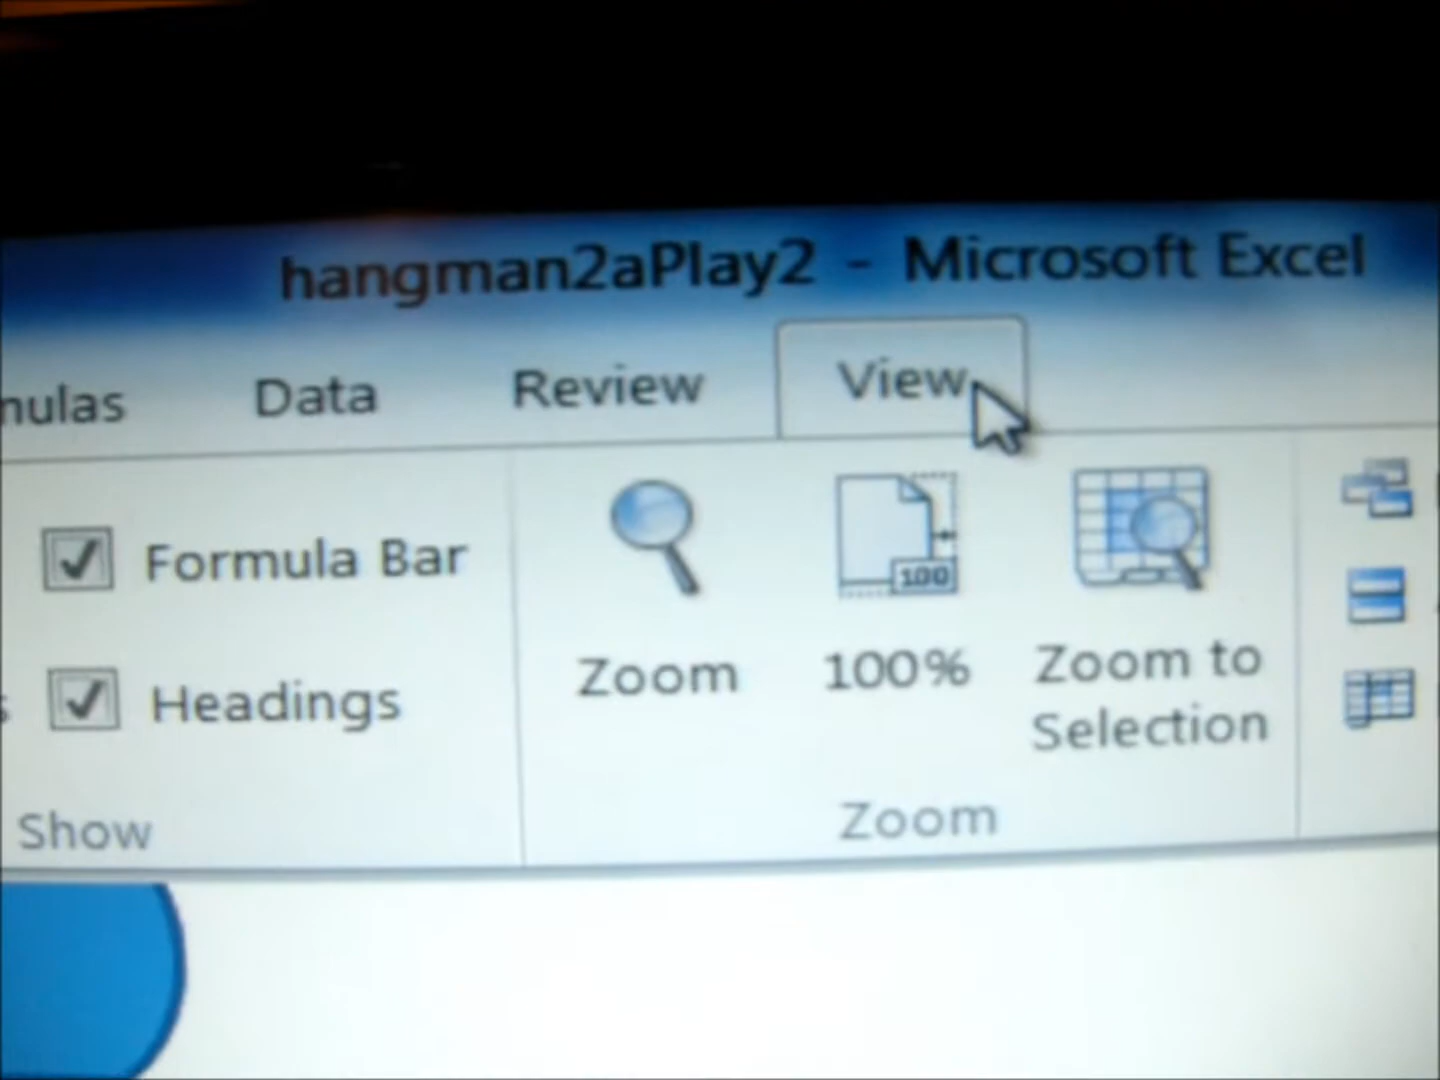 hangman2aPlay2 - Microsoft Excel
nulas Data Review View
Formula Bar
Headings
Show
Zoom
100
100%
Zoom to
Selection
Zoom